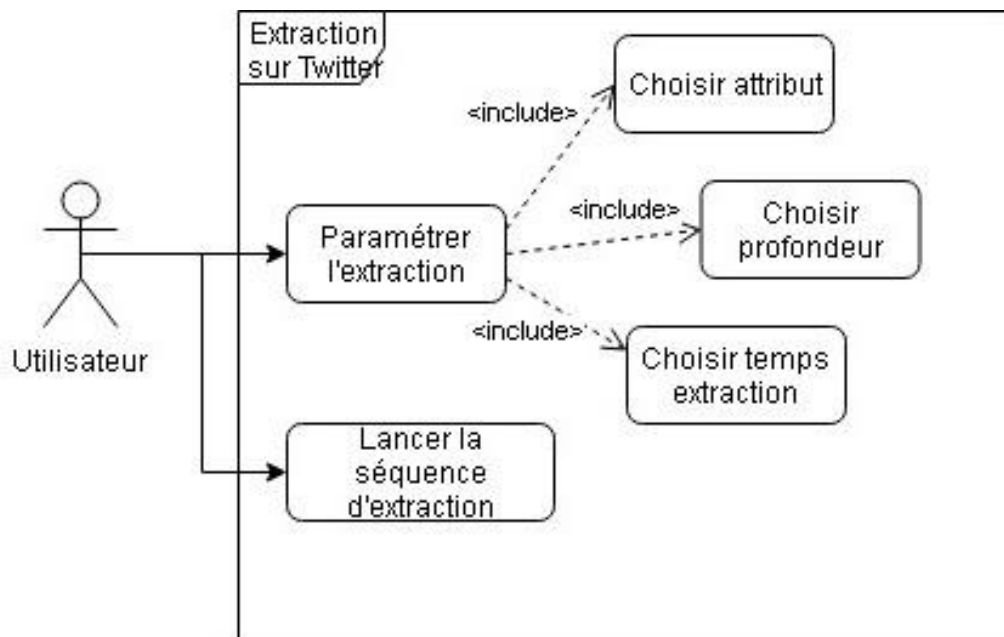 Extraction
sur Twitter
Choisir attribut
<include>
<include>
Choisir
profondeur
Paramétrer
l'extraction
<include>
Choisir temps
extraction
Utilisateur
Lancer la
séquence
d'extraction